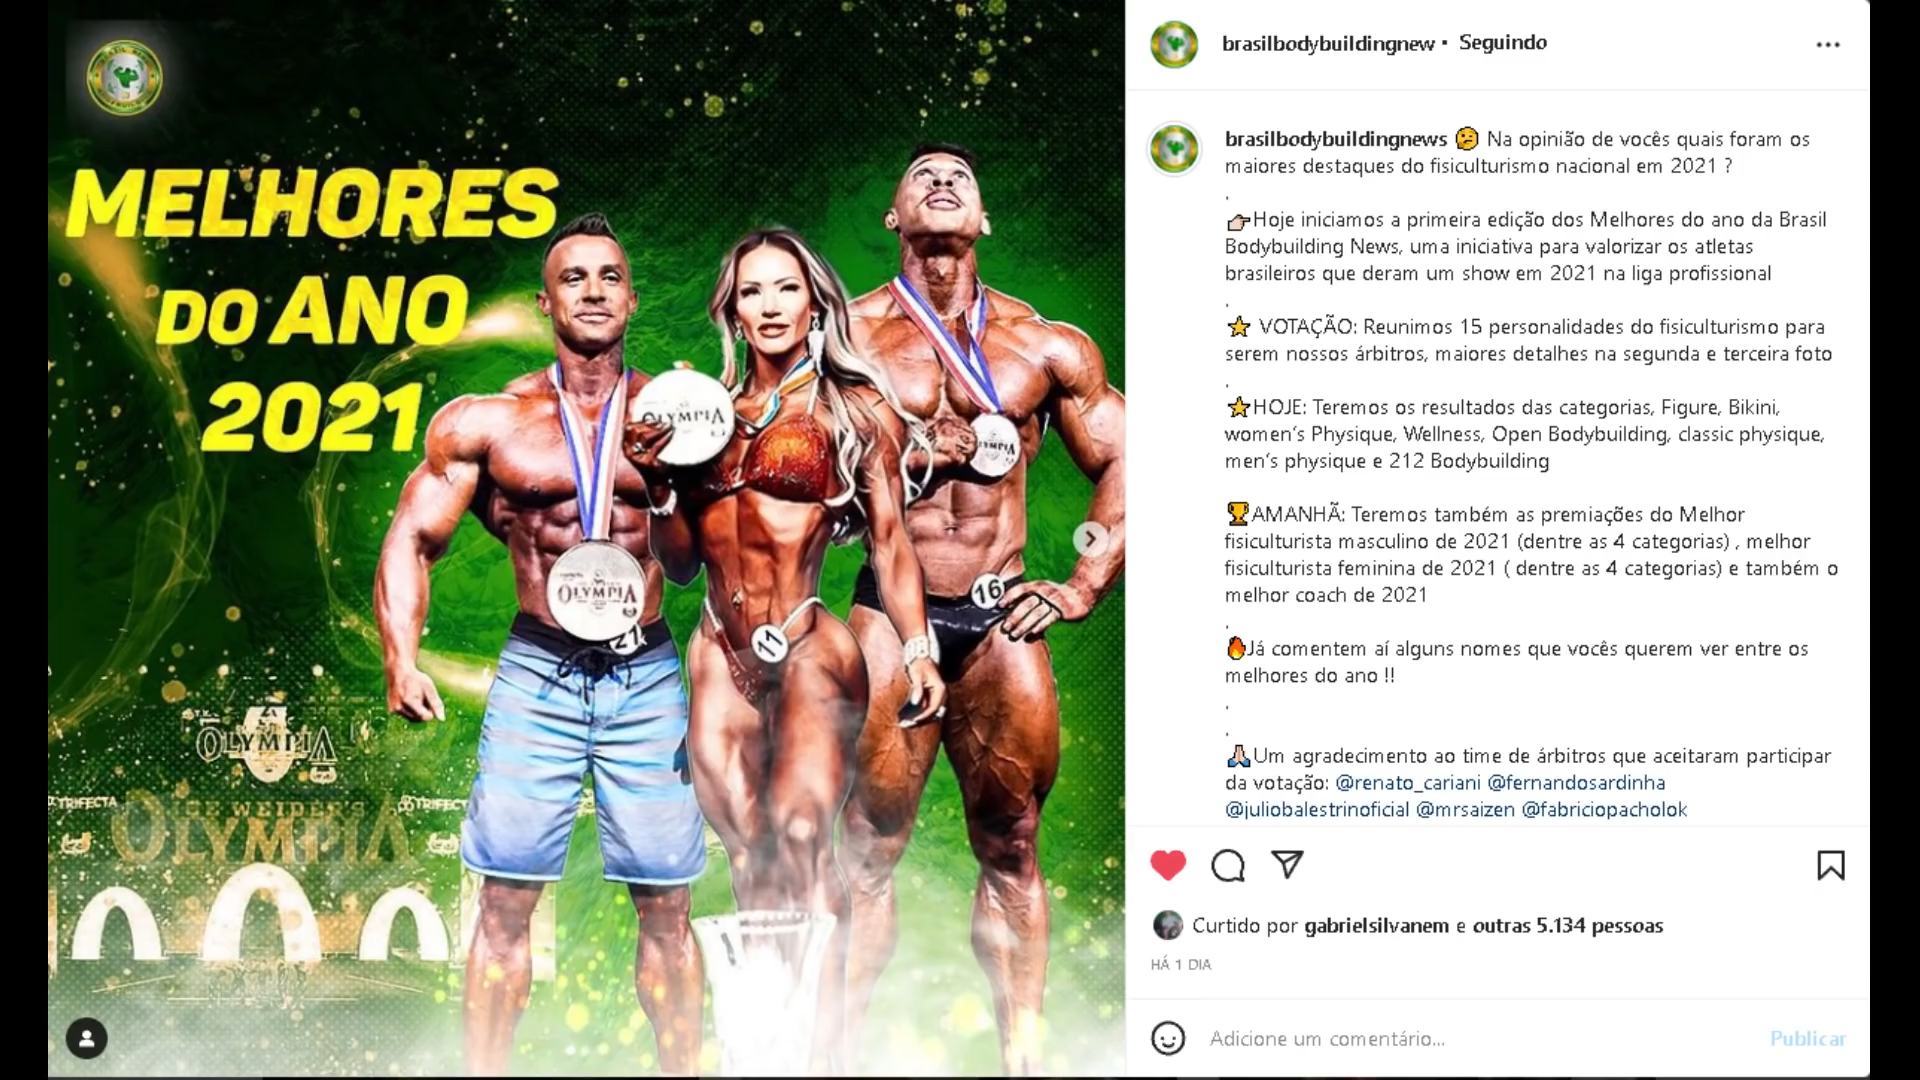 MELHORES
DO ANO
2021
OLYMPIA
OLYMPIA
OLYMPIA
16
11
21
OLYMPIA
TRIFECTA
JOE WEIDER'S
OLYMPIA
brasilbodybuildingnew • Seguindo
brasilbodybuildingnews 😕 Na opinião de vocês quais foram os
maiores destaques do fisiculturismo nacional em 2021 ?
.
👉Hoje iniciamos a primeira edição dos Melhores do ano da Brasil
Bodybuilding News, uma iniciativa para valorizar os atletas
brasileiros que deram um show em 2021 na liga profissional
.
⭐ VOTAÇÃO: Reunimos 15 personalidades do fisiculturismo para
serem nossos árbitros, maiores detalhes na segunda e terceira foto
.
⭐HOJE: Teremos os resultados das categorias, Figure, Bikini,
women's Physique, Wellness, Open Bodybuilding, classic physique,
men's physique e 212 Bodybuilding
🏆AMANHÃ: Teremos também as premiações do Melhor
fisiculturista masculino de 2021 (dentre as 4 categorias) , melhor
fisiculturista feminina de 2021 ( dentre as 4 categorias) e também o
melhor coach de 2021
.
🔥Já comentem aí alguns nomes que vocês querem ver entre os
melhores do ano !!
.
.
🙏Um agradecimento ao time de árbitros que aceitaram participar
da votação: @renato_cariani @fernandosardinha
@juliobalestrinoficial @mrsaizen @fabriciopacholok
Curtido por gabrielsilvanem e outras 5.134 pessoas
HÁ 1 DIA
Adicione um comentário...
Publicar